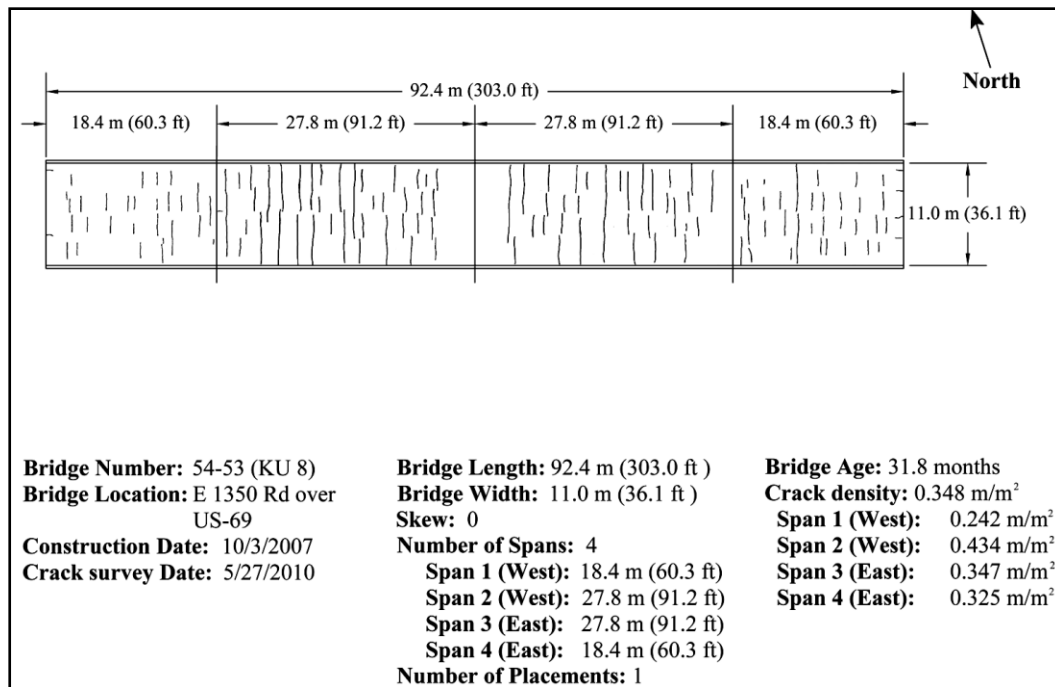 North
92.4 m (303.0 ft)
18.4 m (60.3 ft)
27.8 m (91.2 ft)
27.8 m (91.2 ft)
18.4 m (60.3 ft)
11.0 m (36.1 ft)
Bridge Number: 54-53 (KU 8)
Bridge Location: E 1350 Rd over
US-69
Construction Date: 10/3/2007
Crack survey Date: 5/27/2010
Bridge Length: 92.4 m (303.0 ft )
Bridge Width: 11.0 m (36.1 ft )
Skew: 0
Number of Spans: 4
Span 1 (West): 18.4 m (60.3 ft)
Span 2 (West): 27.8 m (91.2 ft)
Span 3 (East): 27.8 m (91.2 ft)
Span 4 (East): 18.4 m (60.3 ft)
Number of Placements: 1
Bridge Age: 31.8 months
Crack density: 0.348 m/m²
Span 1 (West): 0.242 m/m²
Span 2 (West): 0.434 m/m²
Span 3 (East): 0.347 m/m²
Span 4 (East): 0.325 m/m²